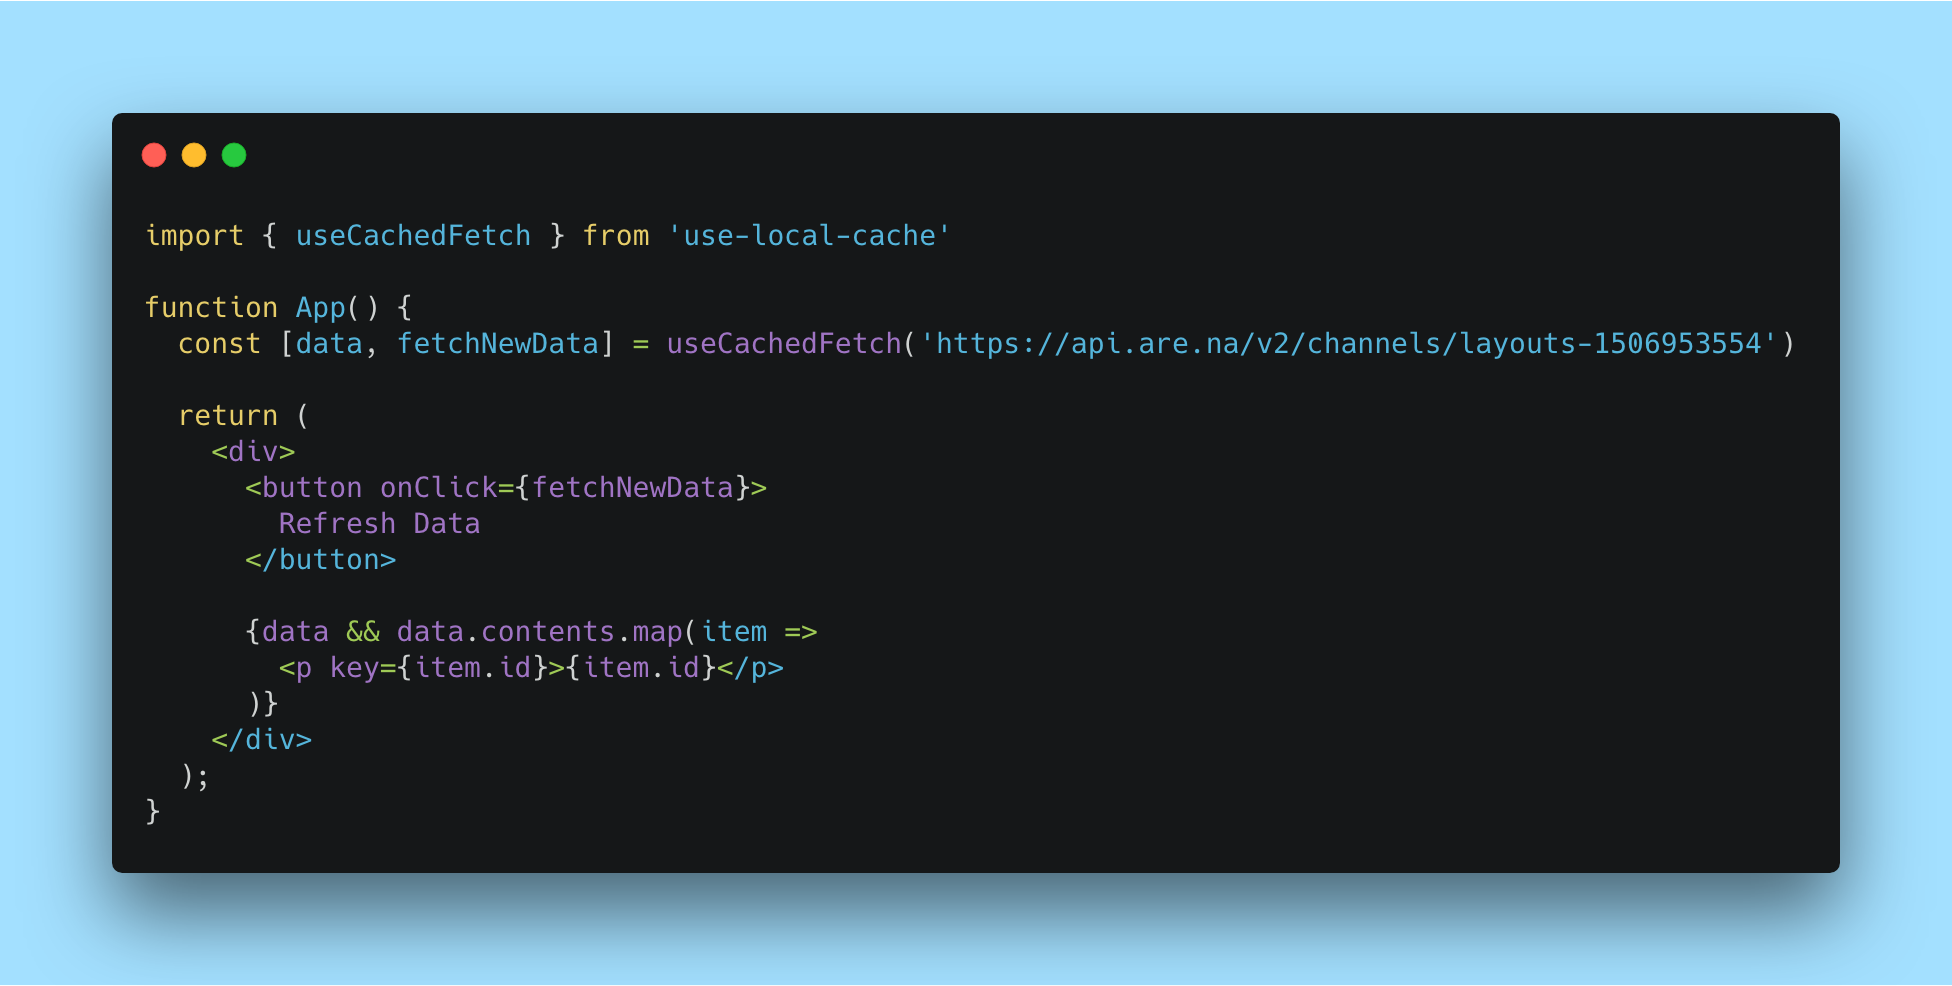 import { useCachedFetch } from 'use-local-cache'

function App() {
  const [data, fetchNewData] = useCachedFetch('https://api.are.na/v2/channels/layouts-1506953554')

  return (
    <div>
      <button onClick={fetchNewData}>
        Refresh Data
      </button>

      {data && data.contents.map(item =>
        <p key={item.id}>{item.id}</p>
      )}
    </div>
  );
}